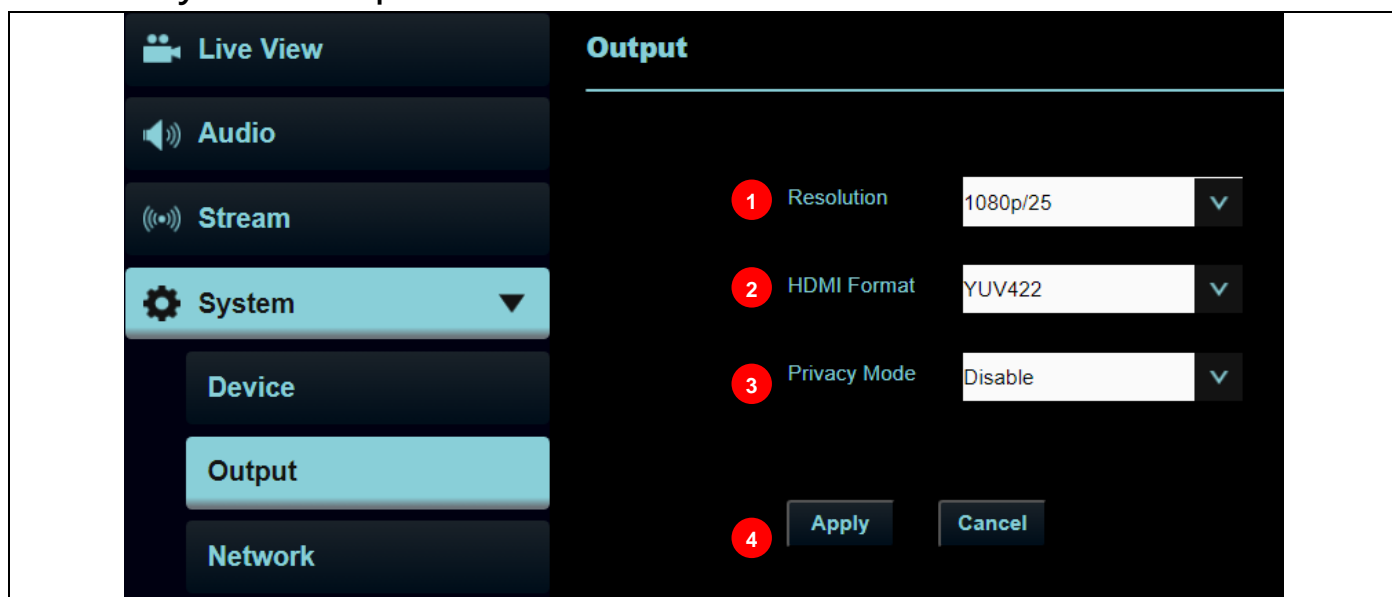 Live View
Output
Audio
1 Resolution 1080p/25
Stream
2 HDMI Format YUV422
System
3 Privacy Mode Disable
Device
Output
4 Apply Cancel
Network